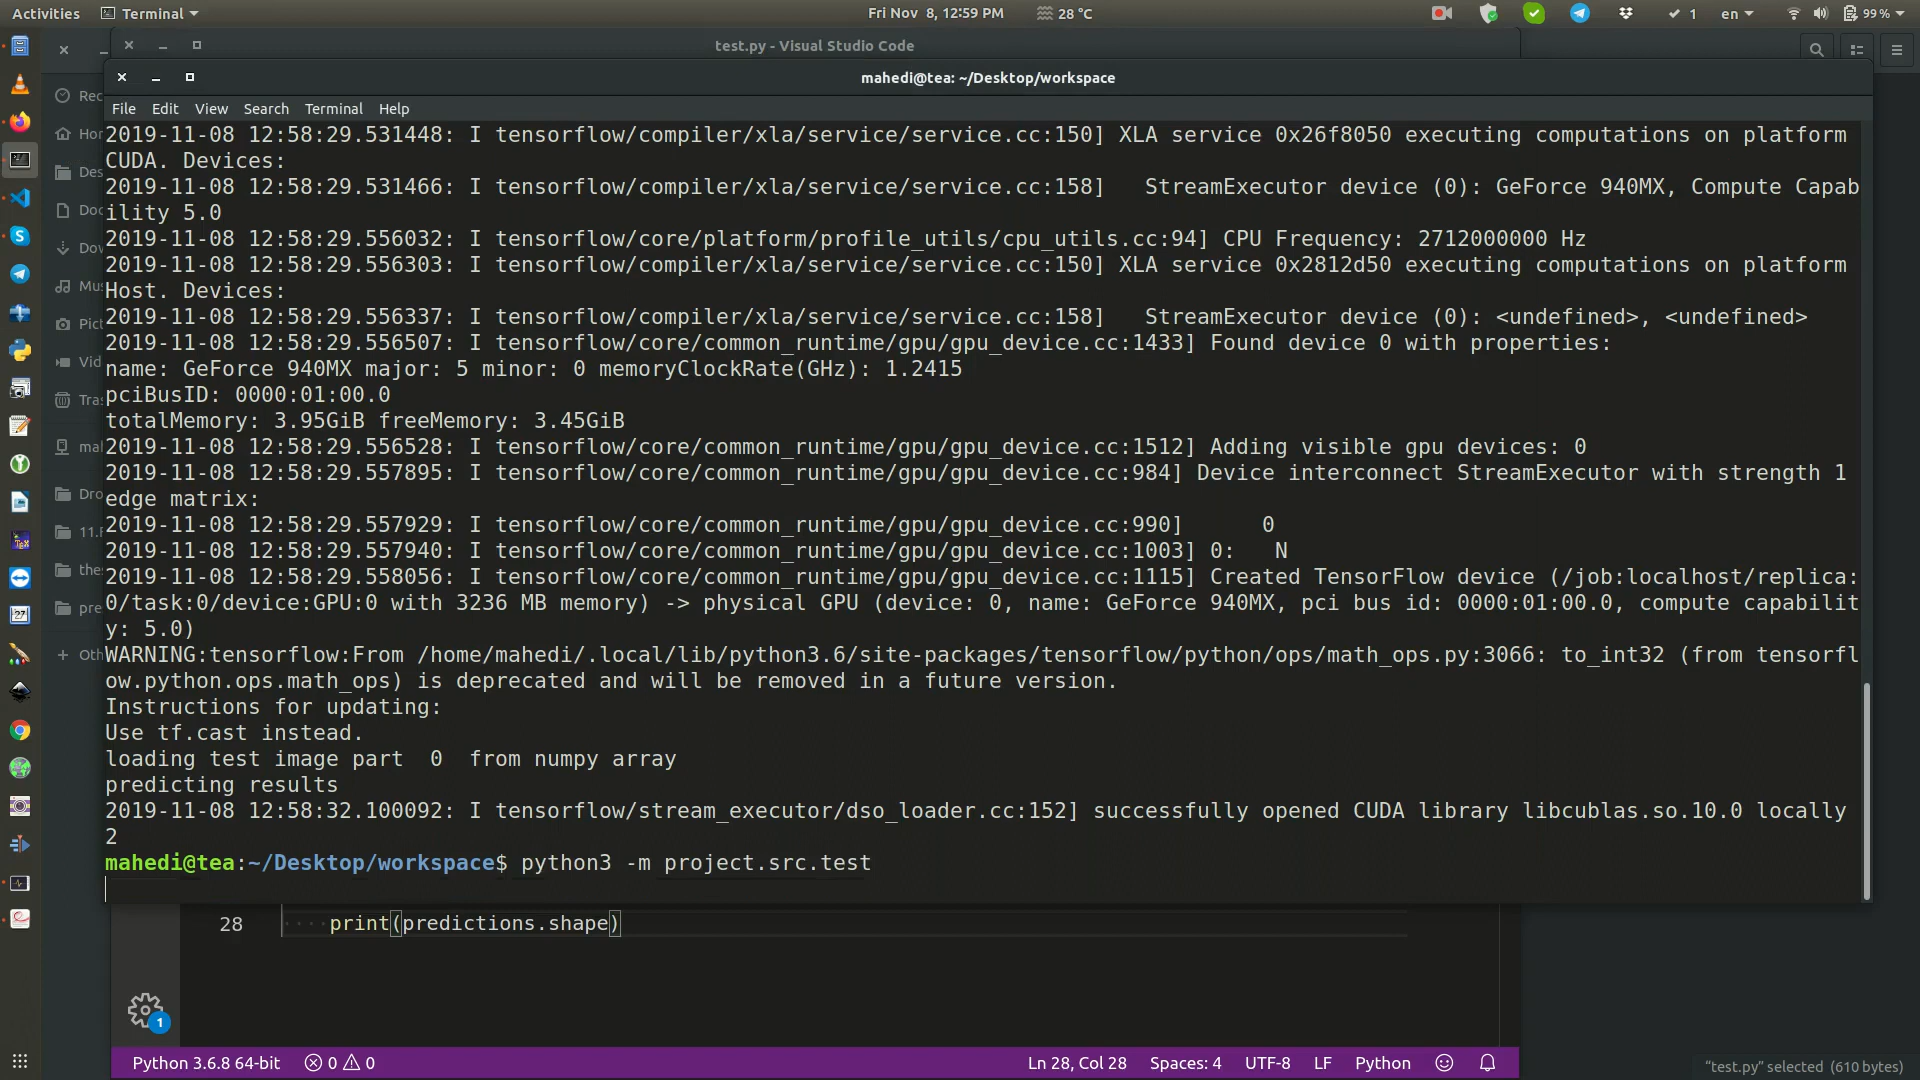 Activities Terminal Fri Nov 8, 12:59 PM 28 °C 1 en 99 %
test.py - Visual Studio Code
mahedi@tea: ~/Desktop/workspace
File Edit View Search Terminal Help
2019-11-08 12:58:29.531448: I tensorflow/compiler/xla/service/service.cc:150] XLA service 0x26f8050 executing computations on platform
CUDA. Devices:
2019-11-08 12:58:29.531466: I tensorflow/compiler/xla/service/service.cc:158]   StreamExecutor device (0): GeForce 940MX, Compute Capab
ility 5.0
2019-11-08 12:58:29.556032: I tensorflow/core/platform/profile_utils/cpu_utils.cc:94] CPU Frequency: 2712000000 Hz
2019-11-08 12:58:29.556303: I tensorflow/compiler/xla/service/service.cc:150] XLA service 0x2812d50 executing computations on platform
Host. Devices:
2019-11-08 12:58:29.556337: I tensorflow/compiler/xla/service/service.cc:158]   StreamExecutor device (0): <undefined>, <undefined>
2019-11-08 12:58:29.556507: I tensorflow/core/common_runtime/gpu/gpu_device.cc:1433] Found device 0 with properties:
name: GeForce 940MX major: 5 minor: 0 memoryClockRate(GHz): 1.2415
pciBusID: 0000:01:00.0
totalMemory: 3.95GiB freeMemory: 3.45GiB
2019-11-08 12:58:29.556528: I tensorflow/core/common_runtime/gpu/gpu_device.cc:1512] Adding visible gpu devices: 0
2019-11-08 12:58:29.557895: I tensorflow/core/common_runtime/gpu/gpu_device.cc:984] Device interconnect StreamExecutor with strength 1
edge matrix:
2019-11-08 12:58:29.557929: I tensorflow/core/common_runtime/gpu/gpu_device.cc:990]      0
2019-11-08 12:58:29.557940: I tensorflow/core/common_runtime/gpu/gpu_device.cc:1003] 0:   N
2019-11-08 12:58:29.558056: I tensorflow/core/common_runtime/gpu/gpu_device.cc:1115] Created TensorFlow device (/job:localhost/replica:
0/task:0/device:GPU:0 with 3236 MB memory) -> physical GPU (device: 0, name: GeForce 940MX, pci bus id: 0000:01:00.0, compute capabilit
y: 5.0)
WARNING:tensorflow:From /home/mahedi/.local/lib/python3.6/site-packages/tensorflow/python/ops/math_ops.py:3066: to_int32 (from tensorfl
ow.python.ops.math_ops) is deprecated and will be removed in a future version.
Instructions for updating:
Use tf.cast instead.
loading test image part  0  from numpy array
predicting results
2019-11-08 12:58:32.100092: I tensorflow/stream_executor/dso_loader.cc:152] successfully opened CUDA library libcublas.so.10.0 locally
2
mahedi@tea:~/Desktop/workspace$ python3 -m project.src.test
Rec
Hon
Des
Doc
Dov
Mus
Pict
Vid
Tras
mal
Dro
11.F
the
pre
+ Oth
28 print(predictions.shape)
1
27
Python 3.6.8 64-bit 0 0 Ln 28, Col 28 Spaces: 4 UTF-8 LF Python
"test.py" selected (610 bytes)